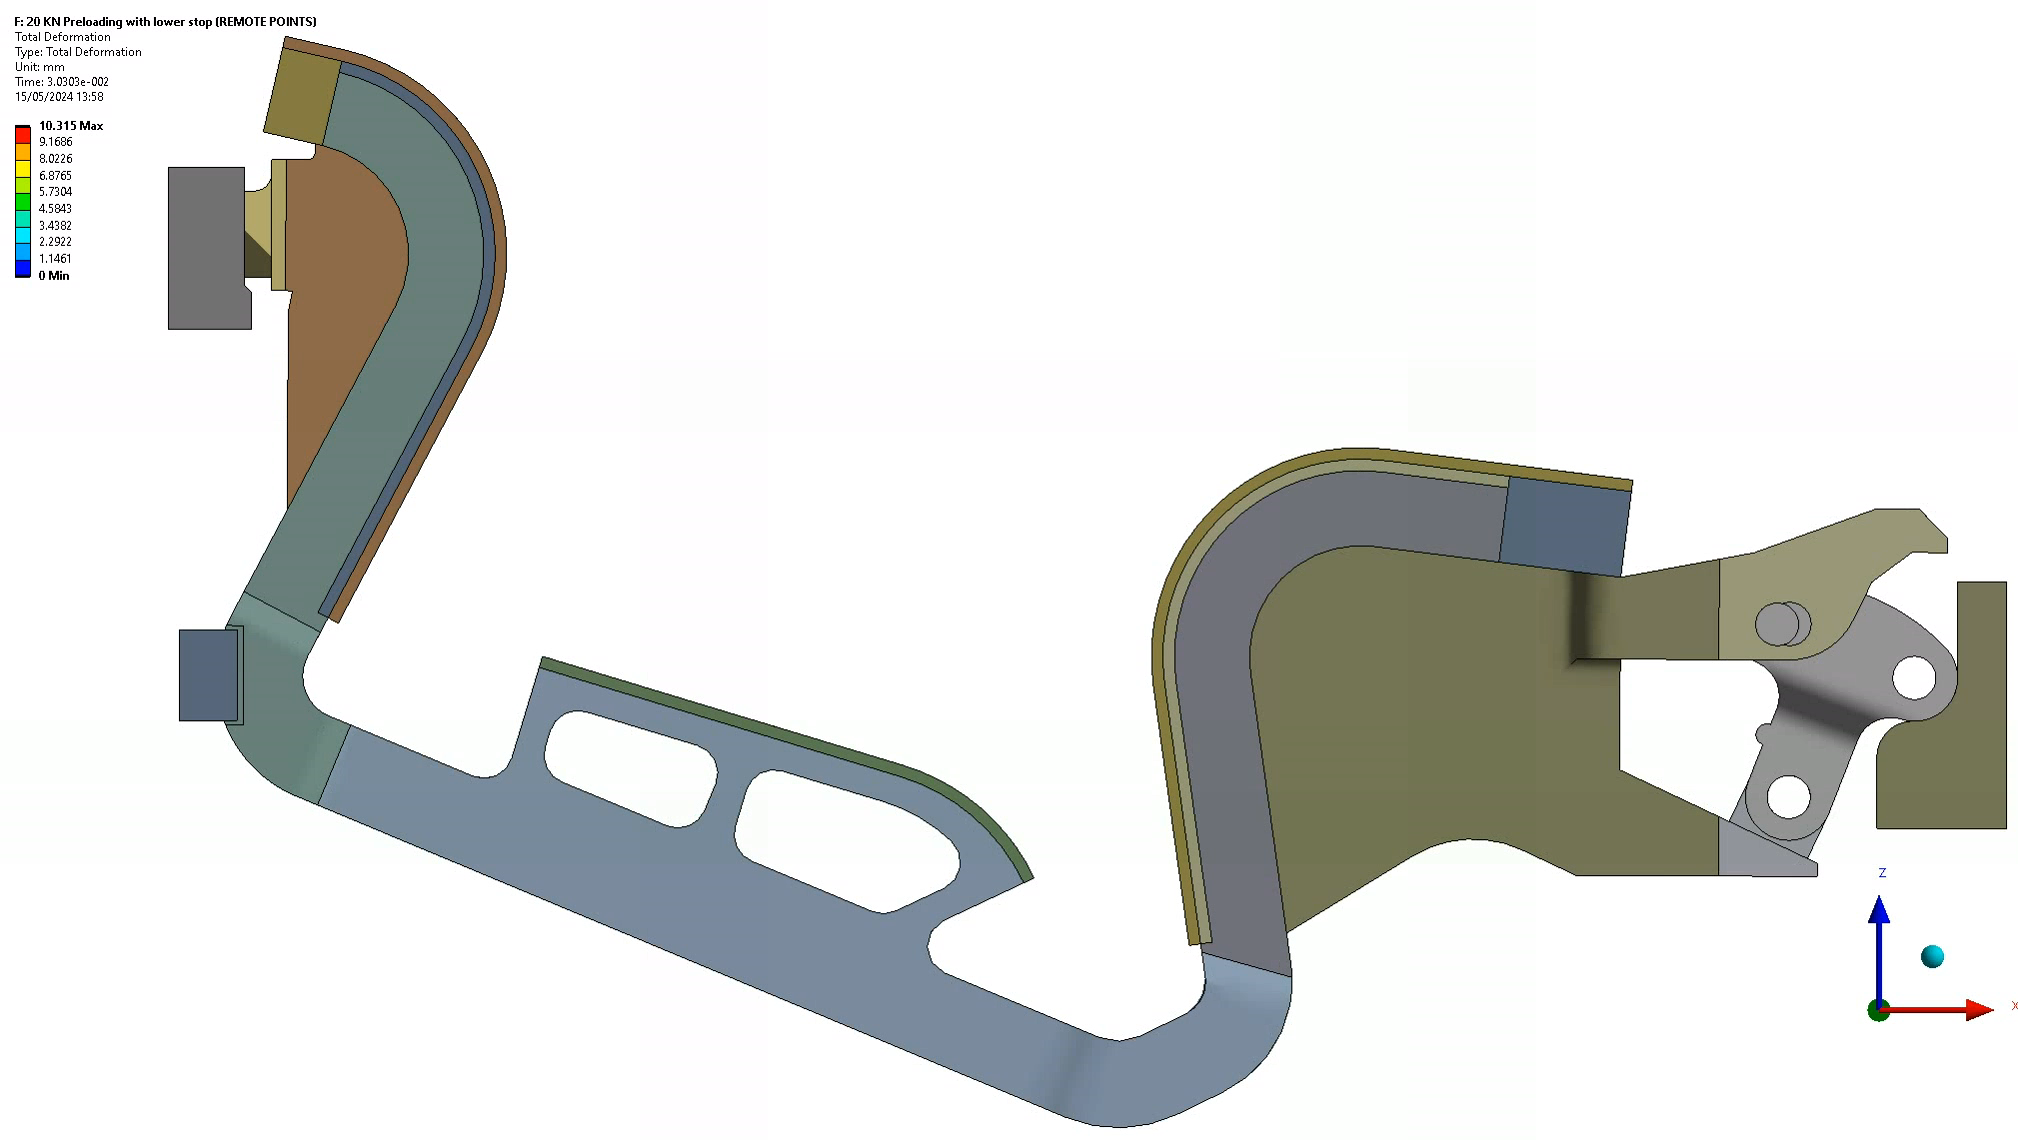 F: 20 KN Preloading with lower stop (REMOTE POINTS)
Total Deformation
Type: Total Deformation
Unit: mm
Time: 3.0303e-002
15/05/2024 13:58
10.315 Max
9.1686
8.0226
6.8765
5.7304
4.5843
3.4382
2.2922
1.1461
0 Min
Z
X